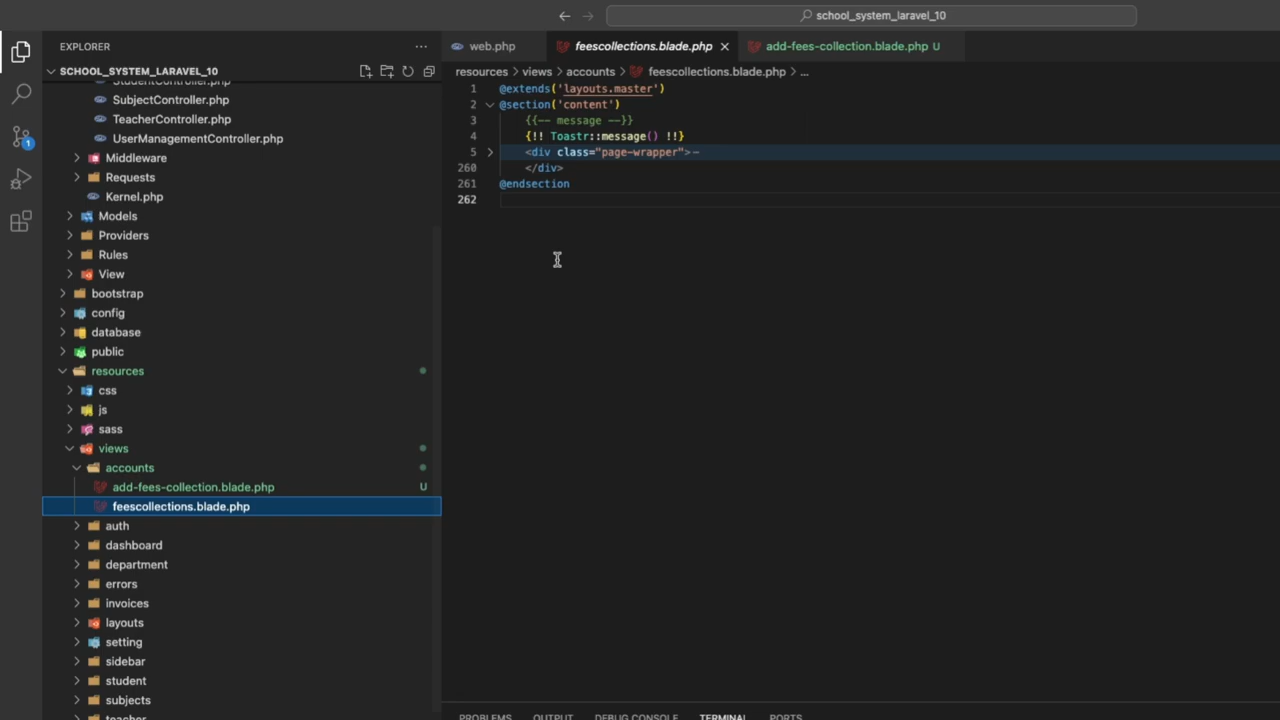 school_system_laravel_10
EXPLORER
SCHOOL_SYSTEM_LARAVEL_10
StudentController.php
SubjectController.php
TeacherController.php
UserManagementController.php
Middleware
Requests
Kernel.php
Models
Providers
Rules
View
bootstrap
config
database
public
resources
css
js
sass
views
accounts
add-fees-collection.blade.php U
feescollections.blade.php
auth
dashboard
department
errors
invoices
layouts
setting
sidebar
student
subjects
teacher
1
web.php
feescollections.blade.php
add-fees-collection.blade.php U
resources > views > accounts > feescollections.blade.php > ...
1 @extends('layouts.master')
2 @section('content')
3 {{-- message --}}
4 {!! Toastr::message() !!}
5 <div class="page-wrapper">
260 </div>
261 @endsection
262
PROBLEMS OUTPUT DEBUG CONSOLE TERMINAL PORTS